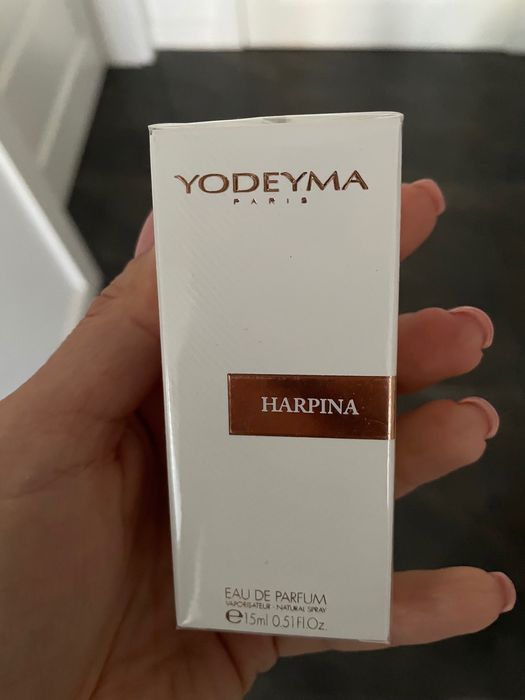 YODEYMA
PARIS
HARPINA
EAU DE PARFUM
VAPORISATEUR · NATURAL SPRAY
℮15ml 0.51fl.Oz.